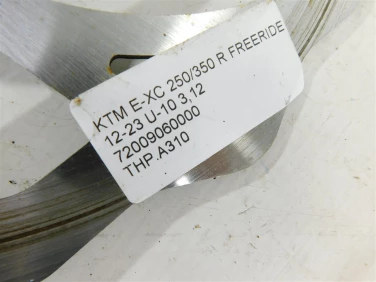 KTM E-XC 250/350 R FREERIDE
12-23 U-10 3,12
72009060000
THP.A310